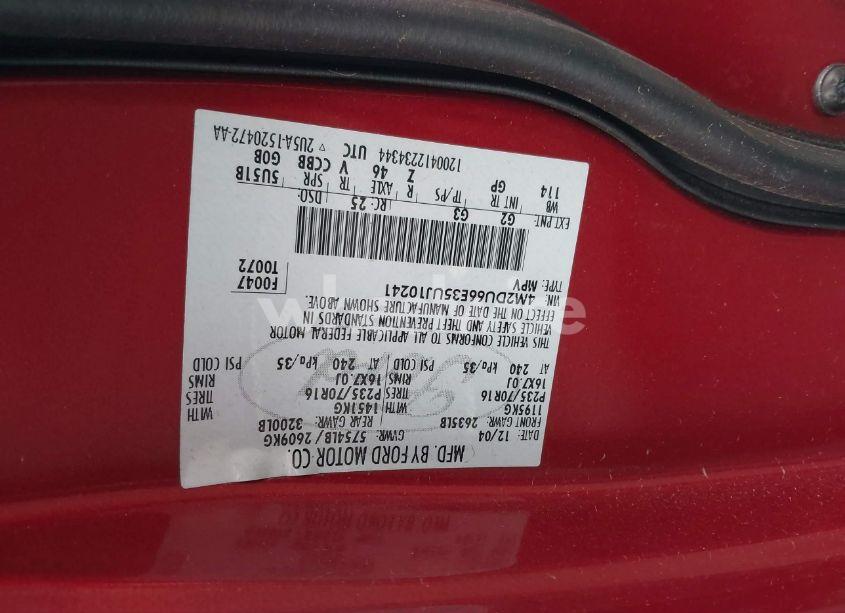 MFD. BY FORD MOTOR CO.
DATE: 12/04 GVWR: 5754LB / 2609KG
FRONT GAWR: 2635LB REAR GAWR: 3200LB
1195KG WITH 1451KG WITH
P235/70R16 TIRES P235/70R16 TIRES
16X7.0J RIMS 16X7.0J RIMS
AT 240 kPa/35 PSI COLD AT 240 kPa/35 PSI COLD
THIS VEHICLE CONFORMS TO ALL APPLICABLE FEDERAL MOTOR
VEHICLE SAFETY AND THEFT PREVENTION STANDARDS IN
EFFECT ON THE DATE OF MANUFACTURE SHOWN ABOVE.
VIN: 4M2DU66E35UJ10241 F0047
TYPE: MPV T0072
EXT PNT: G2 G3 RC: 25 DSO:
WB INT TR TP/PS R AXLE TR SPR 5U51B
114 GP Z 46 V CCBB GOB
1200412234344 UTC ▽ 2U5A-1520472-AA